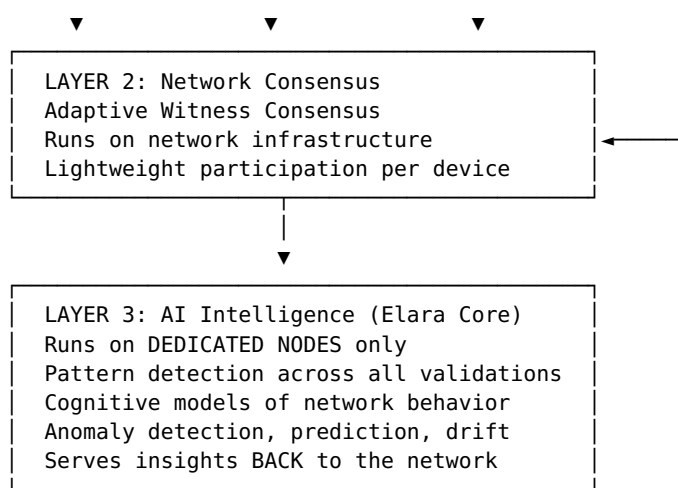 LAYER 2: Network Consensus
Adaptive Witness Consensus
Runs on network infrastructure
Lightweight participation per device
LAYER 3: AI Intelligence (Elara Core)
Runs on DEDICATED NODES only
Pattern detection across all validations
Cognitive models of network behavior
Anomaly detection, prediction, drift
Serves insights BACK to the network